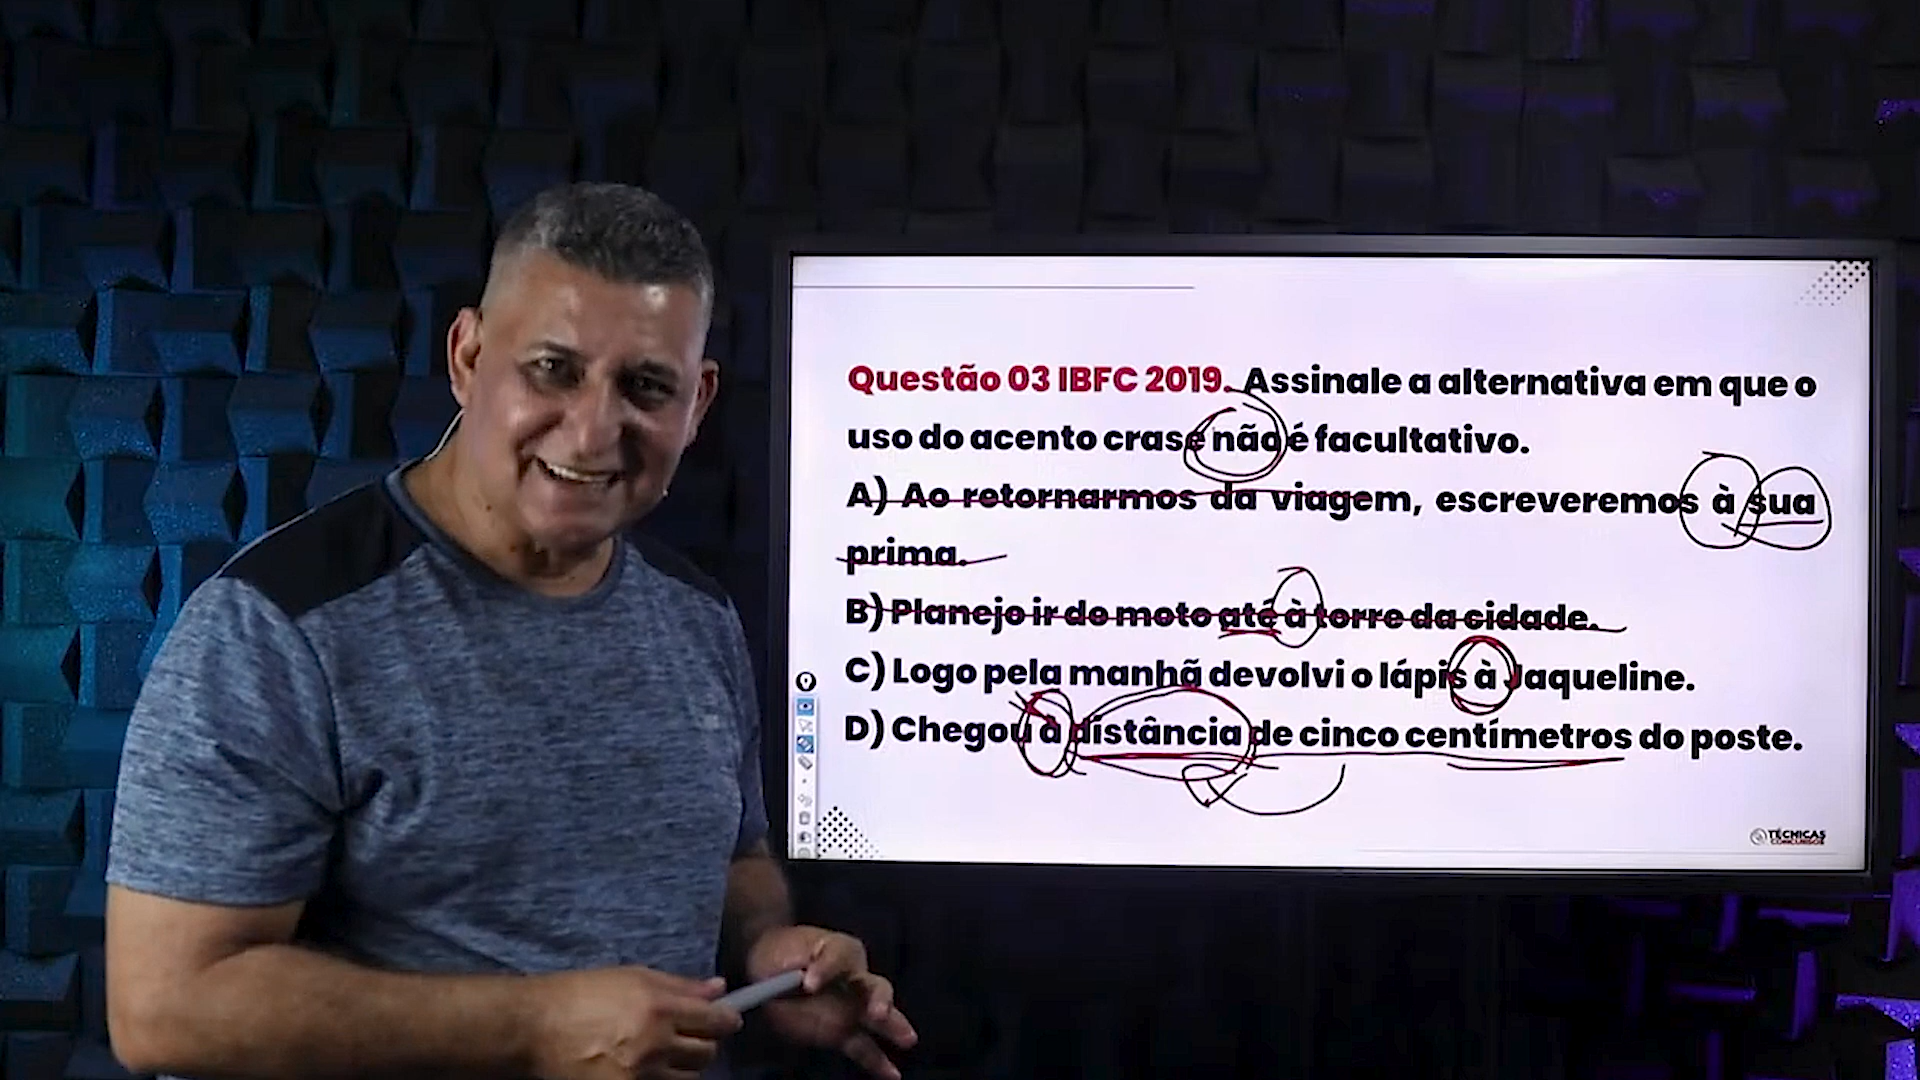 Questão 03 IBFC 2019. Assinale a alternativa em que o
uso do acento crase não é facultativo.
A) Ao retornarmos da viagem, escreveremos à sua
prima.
B) Planejo ir de moto até à torre da cidade.
C) Logo pela manhã devolvi o lápis à Jaqueline.
D) Chegou à distância de cinco centímetros do poste.
TÉCNICAS
CONCURSOS